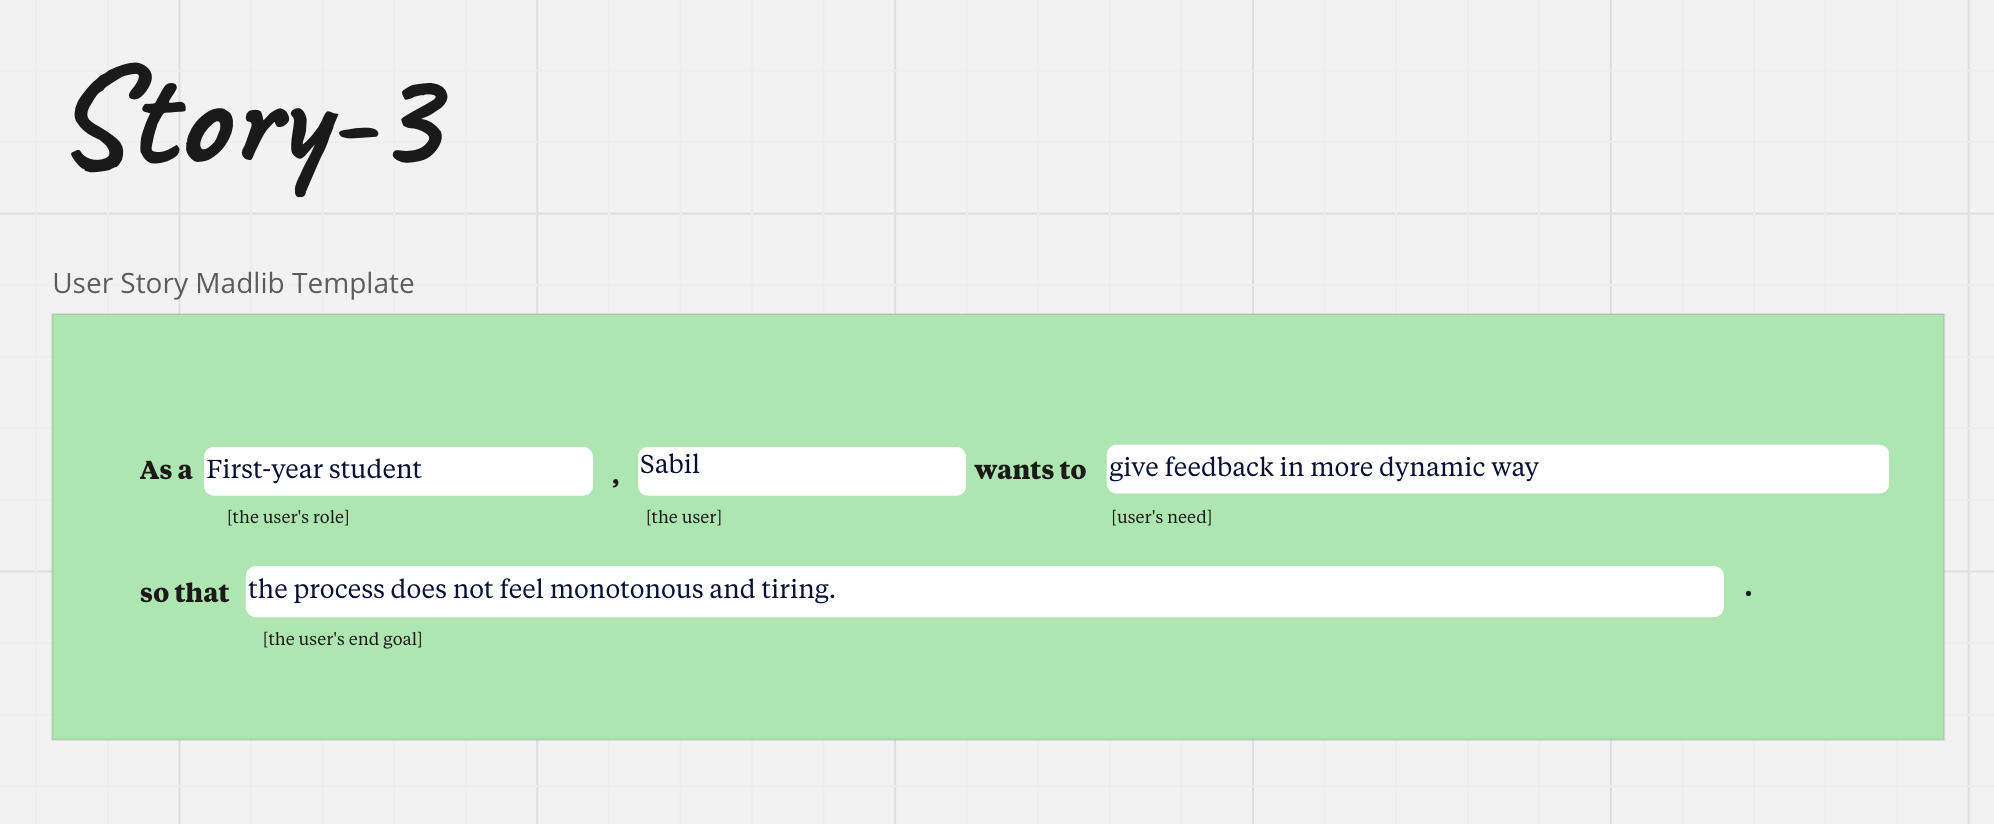 Story-3
User Story Madlib Template
As a First-year student , Sabil wants to give feedback in more dynamic way
[the user's role] [the user] [user's need]
so that the process does not feel monotonous and tiring. .
[the user's end goal]